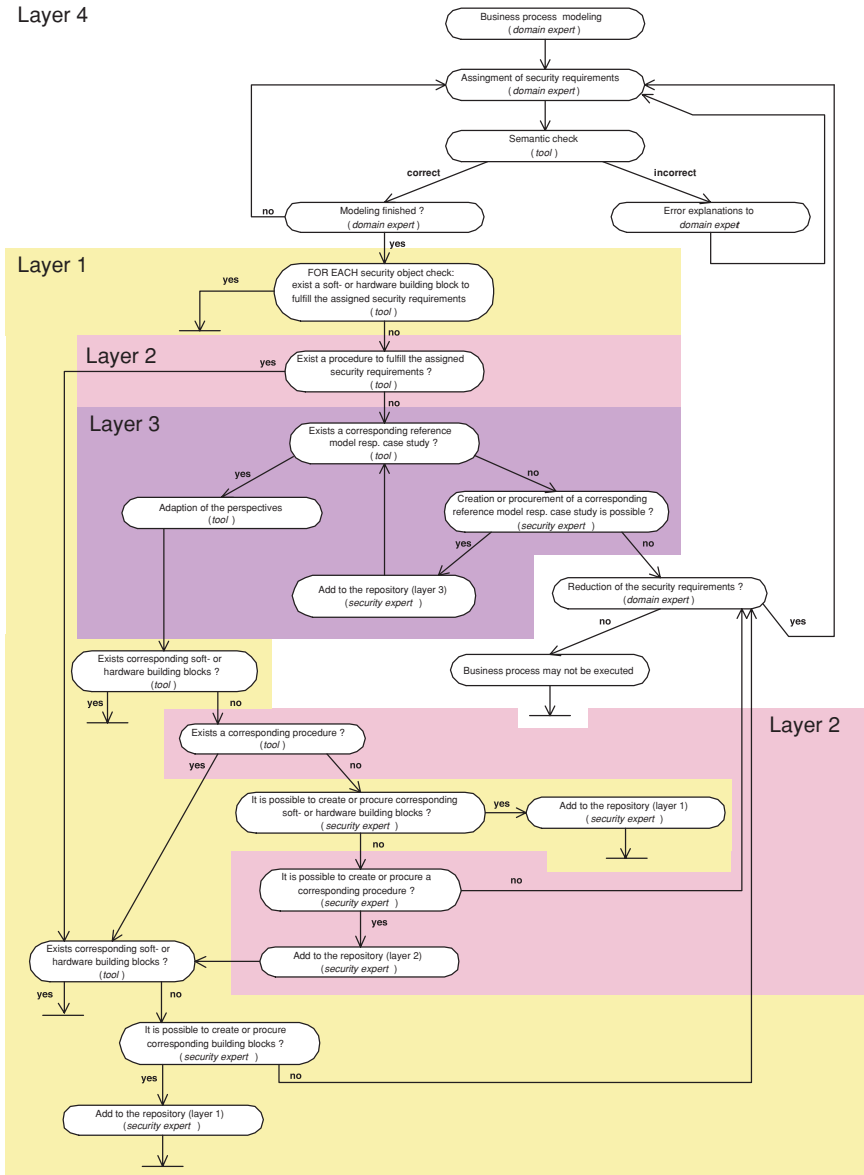 Layer 4
Business process modeling
(domain expert)
Assingment of security requirements
(domain expert)
Semantic check
(tool)
correct
incorrect
no
Modeling finished ?
(domain expert)
Error explanations to
domain expet
yes
Layer 1
FOR EACH security object check:
exist a soft- or hardware building block to
fulfill the assigned security requirements
(tool)
yes
no
Layer 2
yes
Exist a procedure to fulfill the assigned
security requirements ?
(tool)
no
Layer 3
Exists a corresponding reference
model resp. case study ?
(tool)
yes
no
Adaption of the perspectives
(tool)
Creation or procurement of a corresponding
reference model resp. case study is possible ?
(security expert)
yes
no
Add to the repository (layer 3)
(security expert)
Reduction of the security requirements ?
(domain expert)
no
yes
Exists corresponding soft- or
hardware building blocks ?
(tool)
Business process may not be executed
yes
no
Layer 2
Exists a corresponding procedure ?
(tool)
yes
no
It is possible to create or procure corresponding
soft- or hardware building blocks ?
(security expert)
yes
Add to the repository (layer 1)
(security expert)
no
It is possible to create or procure a
corresponding procedure ?
(security expert)
no
yes
Exists corresponding soft- or
hardware building blocks ?
(tool)
Add to the repository (layer 2)
(security expert)
yes
no
It is possible to create or procure
corresponding building blocks ?
(security expert)
yes
no
Add to the repository (layer 1)
(security expert)